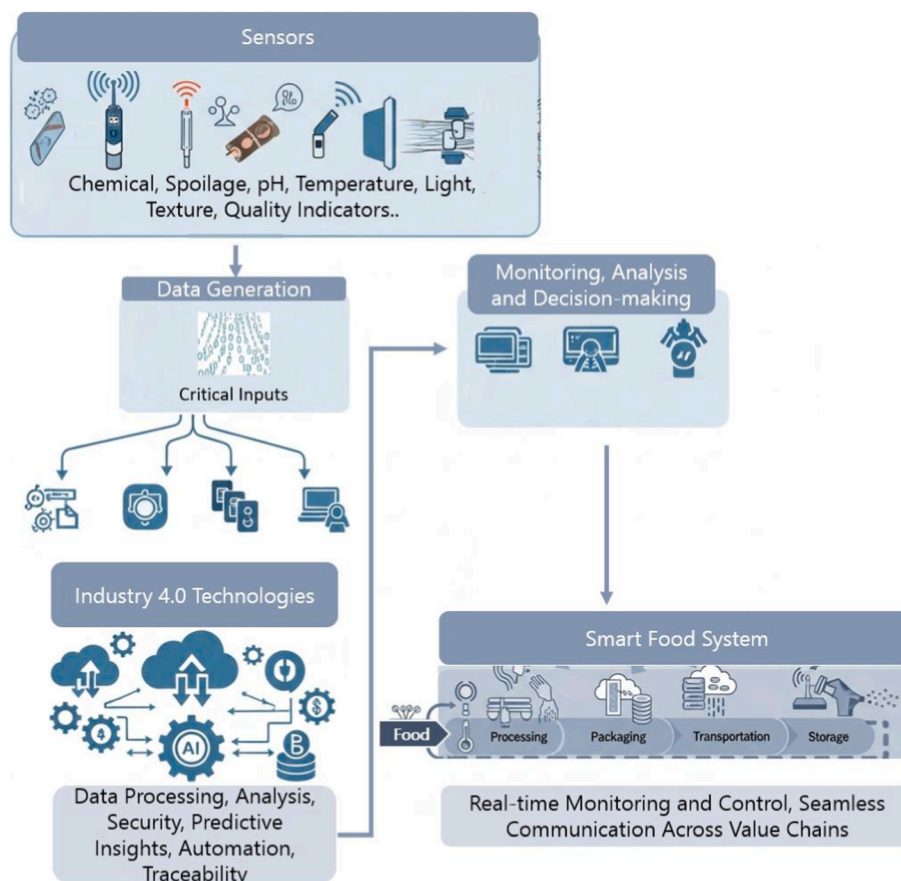 Sensors
Chemical, Spoilage, pH, Temperature, Light,
Texture, Quality Indicators..
Data Generation
Critical Inputs
Monitoring, Analysis
and Decision-making
Industry 4.0 Technologies
AI
Data Processing, Analysis,
Security, Predictive
Insights, Automation,
Traceability
Smart Food System
Food
Processing
Packaging
Transportation
Storage
Real-time Monitoring and Control, Seamless
Communication Across Value Chains